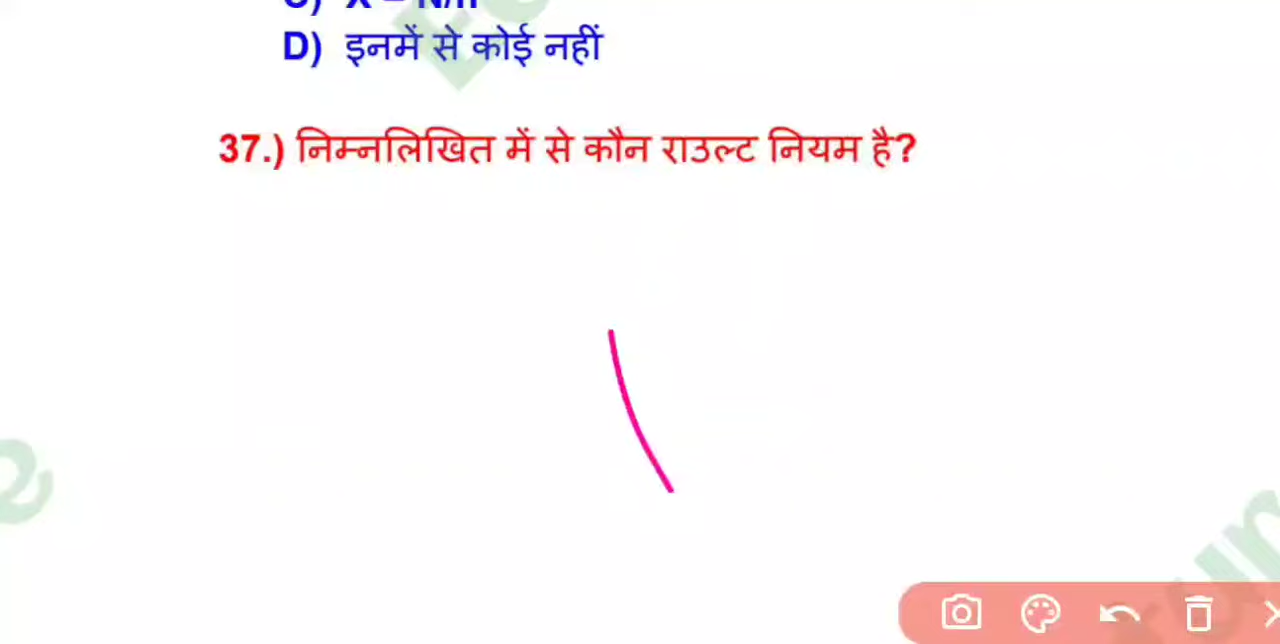 D) इनमें से कोई नहीं
37.) निम्नलिखित में से कौन राउल्ट नियम है?